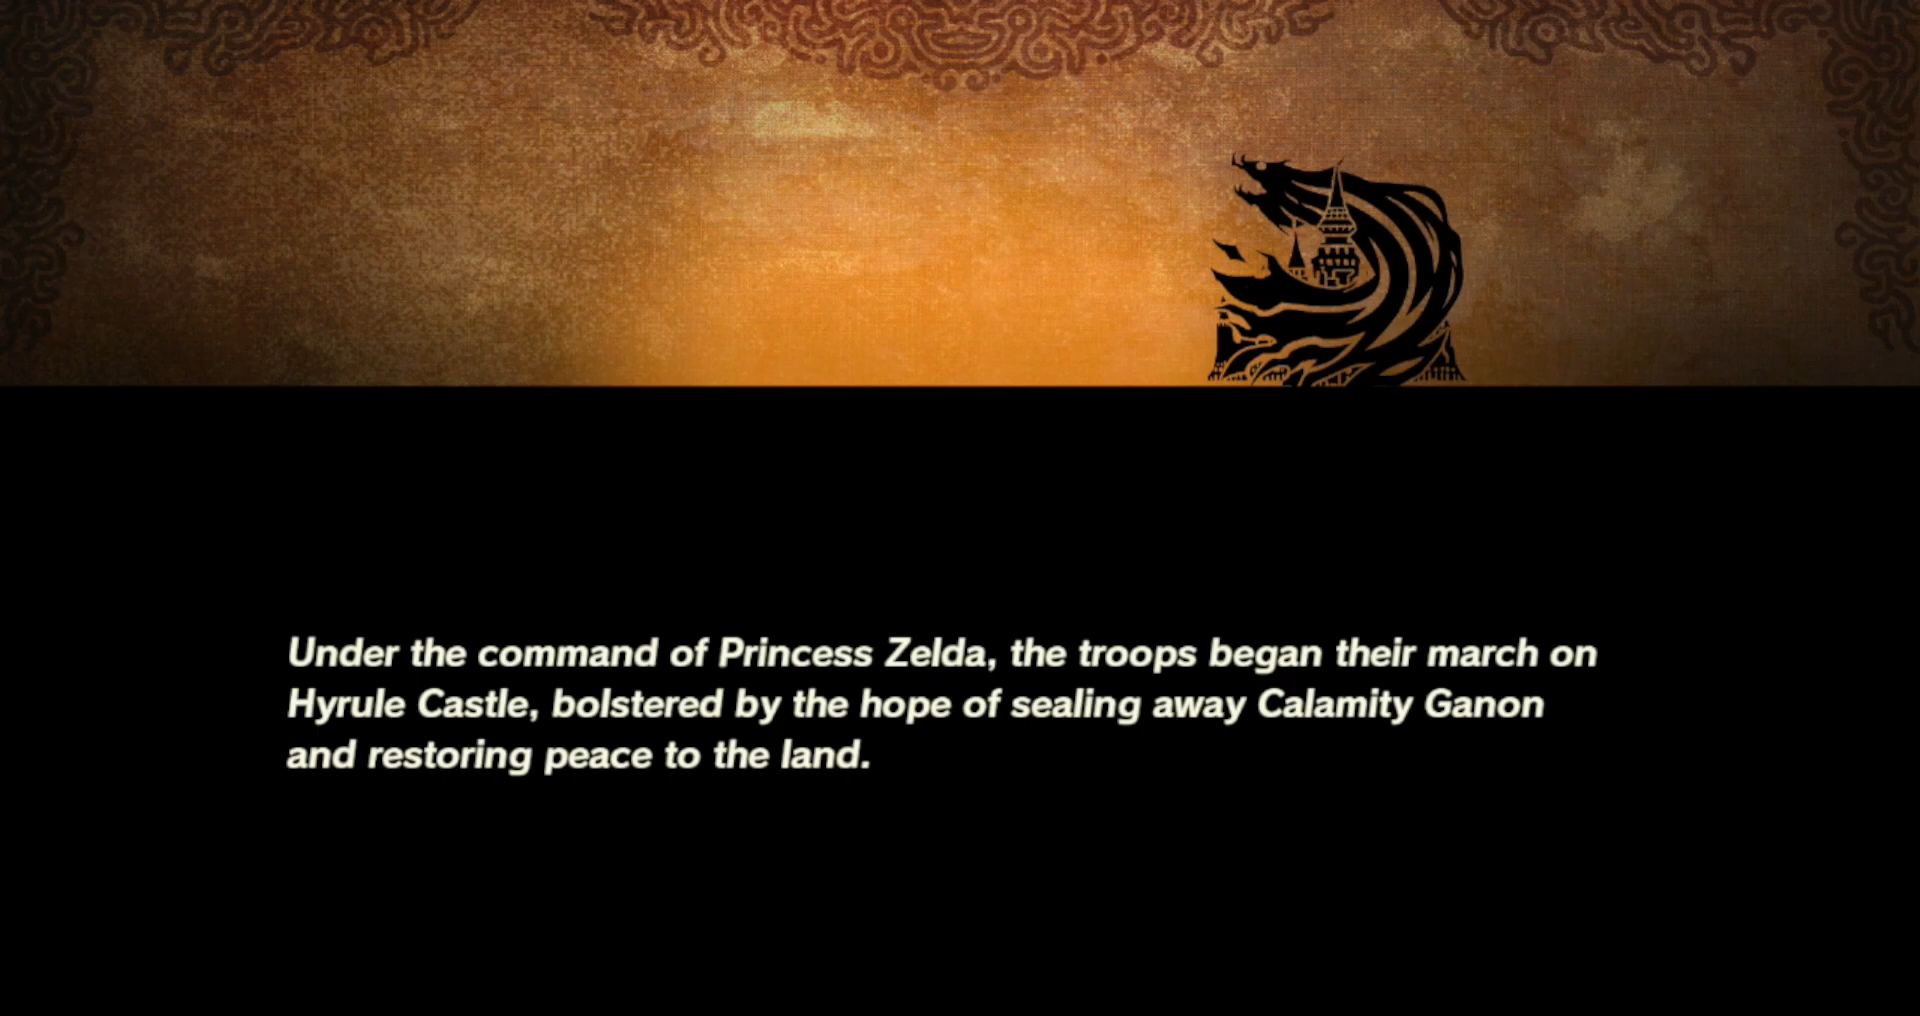 Under the command of Princess Zelda, the troops began their march on
Hyrule Castle, bolstered by the hope of sealing away Calamity Ganon
and restoring peace to the land.